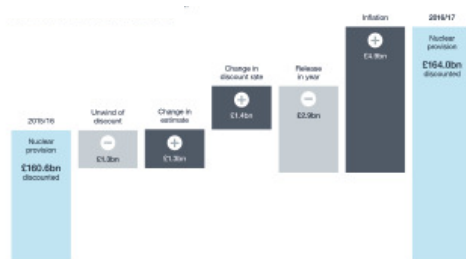 Inflation
2016/17
Nuclear
provision
£4.9bn
£164.0bn
discounted
Change in
discount rate
Release
in year
£1.4bn
£2.9bn
2015/16
Unwind of
discount
Change in
estimate
Nuclear
provision
£160.6bn
discounted
£1.3bn
£1.3bn